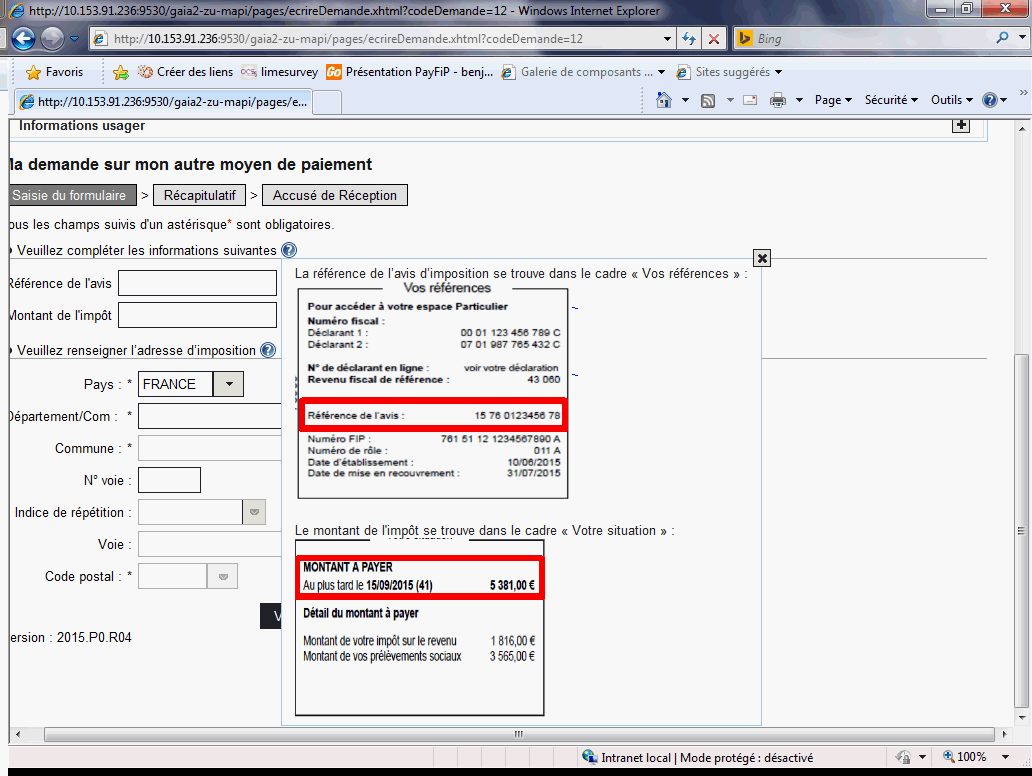 http://10.153.91.236:9530/gaia2-zu-mapi/pages/ecrireDemande.xhtml?codeDemande=12 - Windows Internet Explorer
http://10.153.91.236:9530/gaia2-zu-mapi/pages/ecrireDemande.xhtml?codeDemande=12
Bing
Favoris
Créer des liens
limesurvey
Présentation PayFiP - benj...
Galerie de composants ...
Sites suggérés
http://10.153.91.236:9530/gaia2-zu-mapi/pages/e...
Page
Sécurité
Outils
Informations usager
la demande sur mon autre moyen de paiement
Saisie du formulaire > Récapitulatif > Accusé de Réception
ous les champs suivis d'un astérisque* sont obligatoires.
Veuillez compléter les informations suivantes
Référence de l'avis
Montant de l'impôt
Veuillez renseigner l'adresse d'imposition
Pays : * FRANCE
Département/Com : *
Commune : *
N° voie :
Indice de répétition :
Voie :
Code postal : *
V
ersion : 2015.P0.R04
La référence de l'avis d'imposition se trouve dans le cadre « Vos références » :
Vos références
Pour accéder à votre espace Particulier
Numéro fiscal :
Déclarant 1 : 00 01 123 456 789 C
Déclarant 2 : 07 01 987 765 432 C
N° de déclarant en ligne : voir votre déclaration
Revenu fiscal de référence : 43 060
Référence de l'avis : 15 76 0123456 78
Numéro FIP : 761 51 12 1234567890 A
Numéro de rôle : 011 A
Date d'établissement : 10/06/2015
Date de mise en recouvrement : 31/07/2015
Le montant de l'impôt se trouve dans le cadre « Votre situation » :
MONTANT A PAYER
Au plus tard le 15/09/2015 (41) 5 381,00 €
Détail du montant à payer
Montant de votre impôt sur le revenu 1 816,00 €
Montant de vos prélèvements sociaux 3 565,00 €
Intranet local | Mode protégé : désactivé
100%